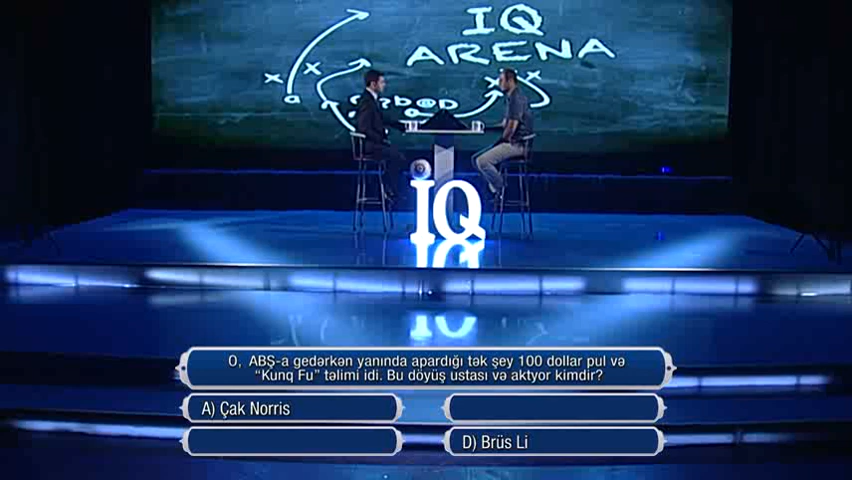 IQ
ARENA
İQ
O, ABŞ-a gedərkən yanında apardığı tək şey 100 dollar pul və
“Kunq Fu” təlimi idi. Bu döyüş ustası və aktyor kimdir?
A) Çak Norris
D) Brüs Li